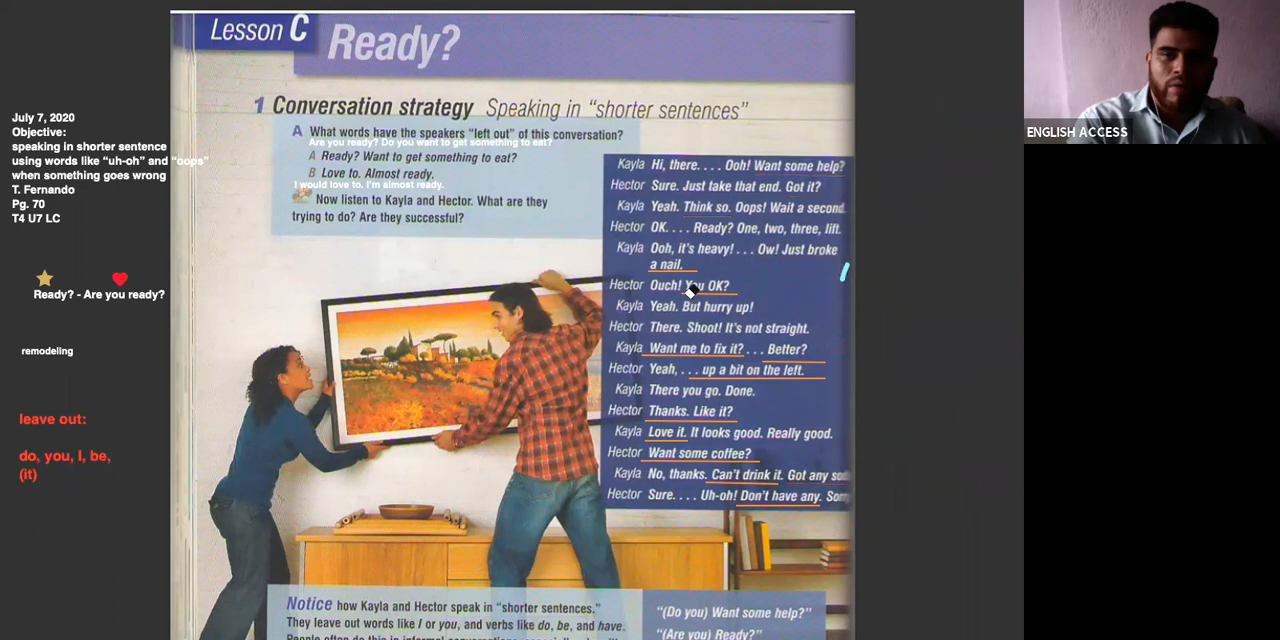 Lesson C
Ready?
1 Conversation strategy Speaking in "shorter sentences"
A What words have the speakers "left out" of this conversation?
Are you ready? Do you want to get something to eat?
A Ready? Want to get something to eat?
B Love to. Almost ready.
I would love to. I'm almost ready.
Now listen to Kayla and Hector. What are they
trying to do? Are they successful?
July 7, 2020
Objective:
speaking in shorter sentence
using words like "uh-oh" and "oops"
when something goes wrong
T. Fernando
Pg. 70
T4 U7 LC
Ready? - Are you ready?
remodeling
leave out:
do, you, I, be,
(it)
Kayla Hi, there. . . . Ooh! Want some help?
Hector Sure. Just take that end. Got it?
Kayla Yeah. Think so. Oops! Wait a second.
Hector OK. . . . Ready? One, two, three, lift.
Kayla Ooh, it's heavy! . . . Ow! Just broke
a nail.
Hector Ouch! You OK?
Kayla Yeah. But hurry up!
Hector There. Shoot! It's not straight.
Kayla Want me to fix it? . . . Better?
Hector Yeah, . . . up a bit on the left.
Kayla There you go. Done.
Hector Thanks. Like it?
Kayla Love it. It looks good. Really good.
Hector Want some coffee?
Kayla No, thanks. Can't drink it. Got any
Hector Sure. . . . Uh-oh! Don't have any.
Notice how Kayla and Hector speak in "shorter sentences."
They leave out words like I or you, and verbs like do, be, and have.
"(Do you) Want some help?"
"(Are you) Ready?"
ENGLISH ACCESS